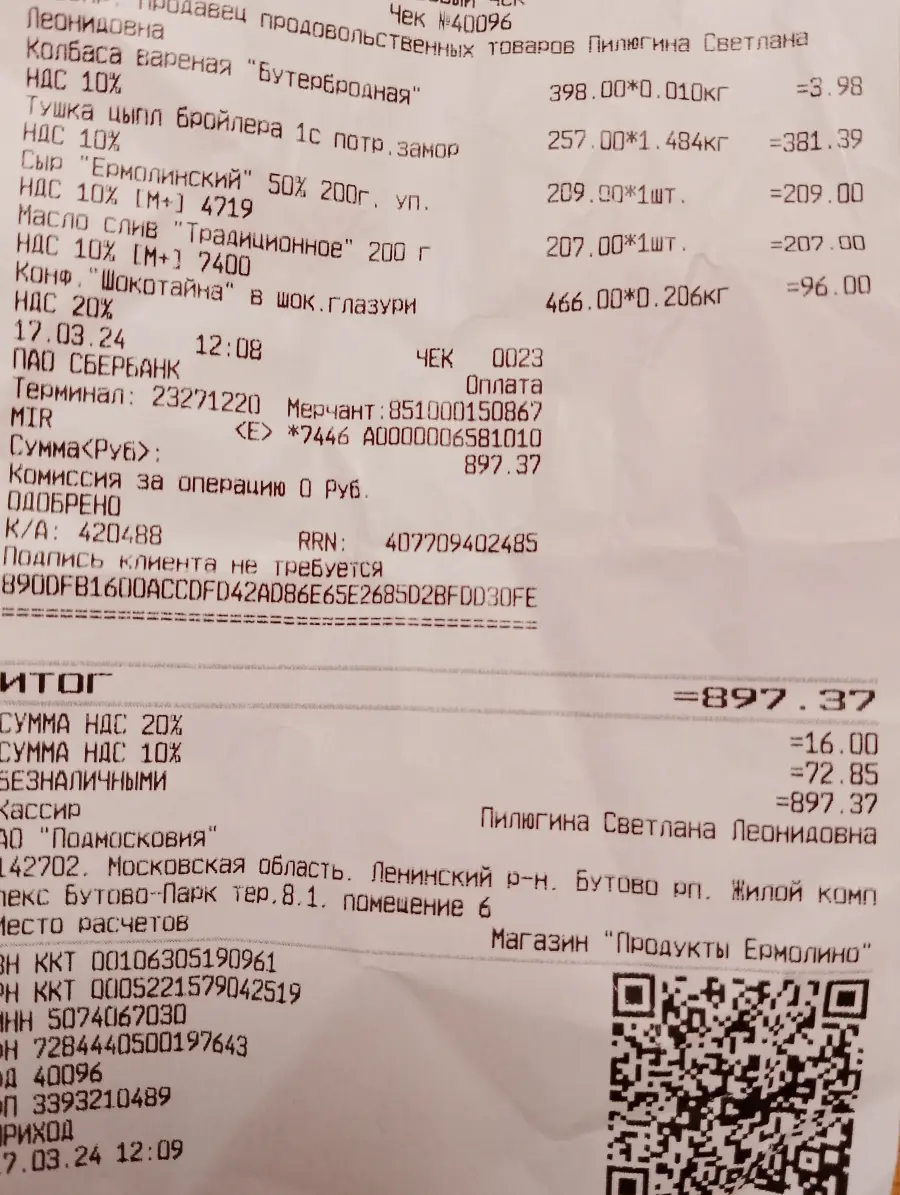 Чек №40096
продавец продовольственных товаров Пилюгина Светлана
Леонидовна
Колбаса вареная "Бутербродная" 398.00*0.010кг =3.98
НДС 10%
Тушка цыпл бройлера 1с потр.замор 257.00*1.484кг =381.39
НДС 10%
Сыр "Ермолинский" 50% 200г. уп. 209.00*1шт. =209.00
НДС 10% [М+] 4719
Масло слив "Традиционное" 200 г 207.00*1шт. =207.00
НДС 10% [М+] 7400
Конф."Шокотайна" в шок.глазури 466.00*0.206кг =96.00
НДС 20%
17.03.24 12:08 ЧЕК 0023
ПАО СБЕРБАНК Оплата
Терминал: 23271220 Мерчант:851000150867
MIR <E> *7446 A0000006581010
Сумма<Руб>: 897.37
Комиссия за операцию 0 Руб.
ОДОБРЕНО
К/А: 420488 RRN: 407709402485
Подпись клиента не требуется
890DFB1600ACCDFD42AD86E65E2685D2BFDD30FE
========================================
ИТОГ =897.37
СУММА НДС 20% =16.00
СУММА НДС 10% =72.85
БЕЗНАЛИЧНЫМИ =897.37
Кассир Пилюгина Светлана Леонидовна
АО "Подмосковия"
142702. Московская область. Ленинский р-н. Бутово рп. Жилой комп
лекс Бутово-Парк тер.8.1. помещение 6
Место расчетов Магазин "Продукты Ермолино"
ЗН ККТ 00106305190961
РН ККТ 0005221579042519
ИНН 5074067030
ФН 7284440500197643
ФД 40096
ФП 3393210489
ПРИХОД
17.03.24 12:09